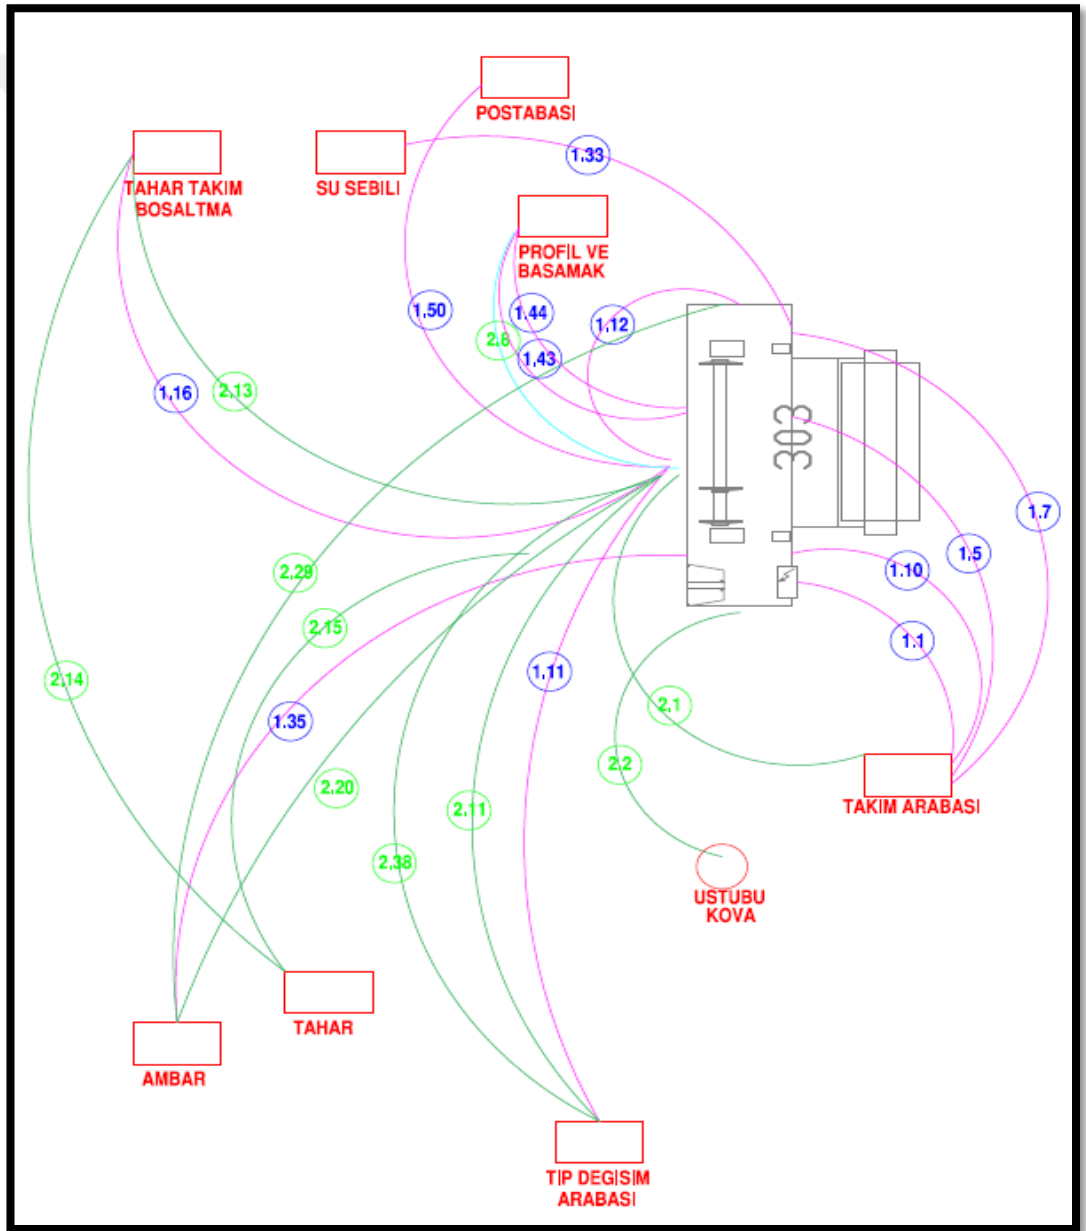 POSTABASI
1.33
TAHAR TAKIM
BOSALTMA
SU SEBILI
PROFIL VE
BASAMAK
1,50
1.44
1,12
2.8
1,43
1,16
2.13
303
1.7
1.5
1.10
2,29
2,15
1.1
2,14
1,11
1.35
2,1
2.2
2,20
2,11
TAKIM ARABASI
2,38
USTUBU
KOVA
TAHAR
AMBAR
TIP DEGISIM
ARABASI